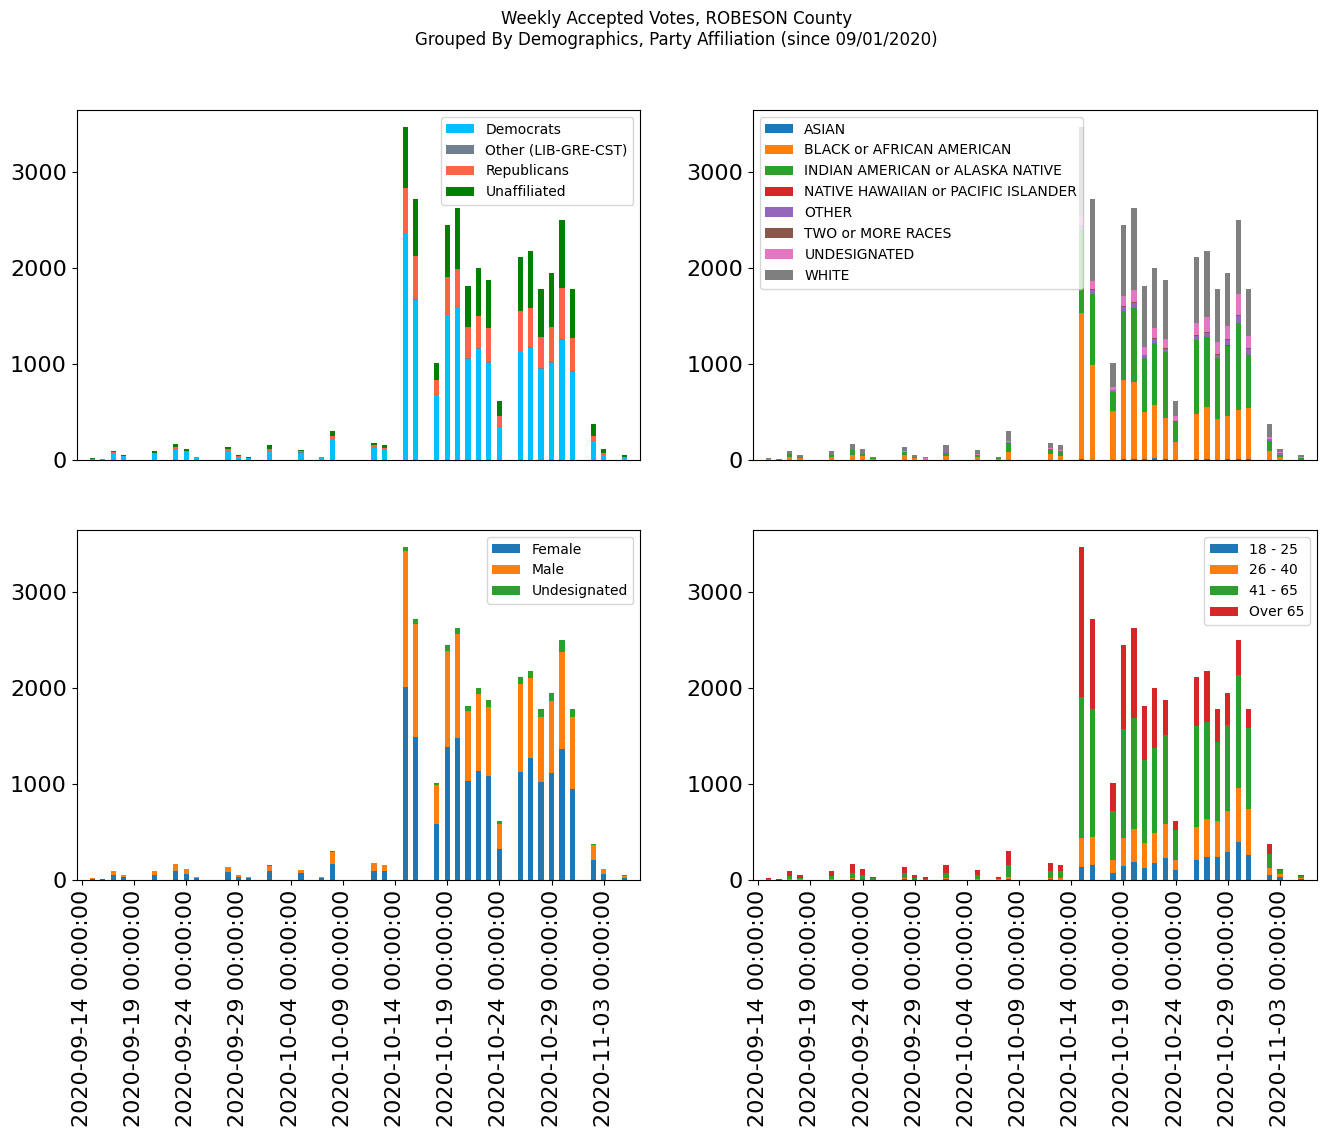 Weekly Accepted Votes, ROBESON County
Grouped By Demographics, Party Affiliation (since 09/01/2020)
3000
2000
1000
0
Democrats
Other (LIB-GRE-CST)
Republicans
Unaffiliated
3000
2000
1000
0
ASIAN
BLACK or AFRICAN AMERICAN
INDIAN AMERICAN or ALASKA NATIVE
NATIVE HAWAIIAN or PACIFIC ISLANDER
OTHER
TWO or MORE RACES
UNDESIGNATED
WHITE
3000
2000
1000
0
Female
Male
Undesignated
2020-09-14 00:00:00
2020-09-19 00:00:00
2020-09-24 00:00:00
2020-09-29 00:00:00
2020-10-04 00:00:00
2020-10-09 00:00:00
2020-10-14 00:00:00
2020-10-19 00:00:00
2020-10-24 00:00:00
2020-10-29 00:00:00
2020-11-03 00:00:00
3000
2000
1000
0
18 - 25
26 - 40
41 - 65
Over 65
2020-09-14 00:00:00
2020-09-19 00:00:00
2020-09-24 00:00:00
2020-09-29 00:00:00
2020-10-04 00:00:00
2020-10-09 00:00:00
2020-10-14 00:00:00
2020-10-19 00:00:00
2020-10-24 00:00:00
2020-10-29 00:00:00
2020-11-03 00:00:00